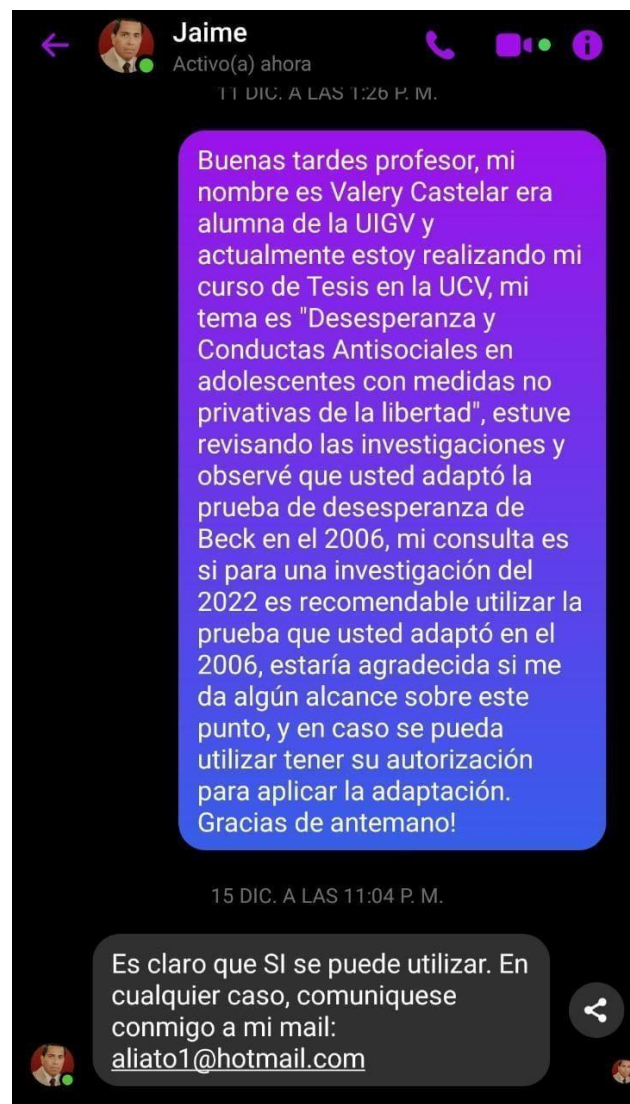 Jaime
Activo(a) ahora
11 DIC. A LAS 1:26 P. M.
Buenas tardes profesor, mi
nombre es Valery Castelar era
alumna de la UIGV y
actualmente estoy realizando mi
curso de Tesis en la UCV, mi
tema es "Desesperanza y
Conductas Antisociales en
adolescentes con medidas no
privativas de la libertad", estuve
revisando las investigaciones y
observé que usted adaptó la
prueba de desesperanza de
Beck en el 2006, mi consulta es
si para una investigación del
2022 es recomendable utilizar la
prueba que usted adaptó en el
2006, estaría agradecida si me
da algún alcance sobre este
punto, y en caso se pueda
utilizar tener su autorización
para aplicar la adaptación.
Gracias de antemano!
15 DIC. A LAS 11:04 P. M.
Es claro que SI se puede utilizar. En
cualquier caso, comuniquese
conmigo a mi mail:
aliato1@hotmail.com